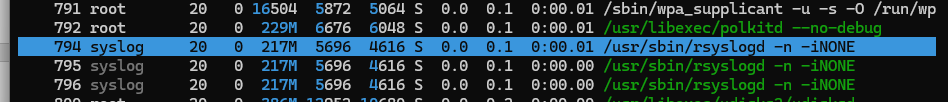 791 root 20 0 16504 5872 5064 S 0.0 0.1 0:00.01 /sbin/wpa_supplicant -u -s -O /run/wp
792 root 20 0 229M 6676 6048 S 0.0 0.1 0:00.00 /usr/libexec/polkitd --no-debug
794 syslog 20 0 217M 5696 4616 S 0.0 0.1 0:00.01 /usr/sbin/rsyslogd -n -iNONE
795 syslog 20 0 217M 5696 4616 S 0.0 0.1 0:00.00 /usr/sbin/rsyslogd -n -iNONE
796 syslog 20 0 217M 5696 4616 S 0.0 0.1 0:00.00 /usr/sbin/rsyslogd -n -iNONE